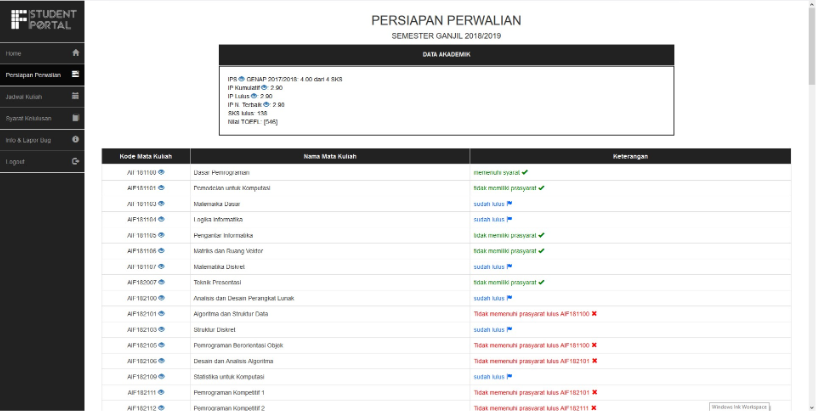 STUDENT
PORTAL
Home
Persiapan Perwalian
Jadwal Kuliah
Syarat Kelulusan
Info & Lapor Bug
Logout
PERSIAPAN PERWALIAN
SEMESTER GANJIL 2018/2019
DATA AKADEMIK
IPS GENAP 2017/2018: 4.00 dari 4 SKS
IP Kumulatif : 2.90
IP Lulus : 2.90
IP N. Terbaik : 2.98
SKS lulus: 138
Nilai TOEFL: [546]
Kode Mata Kuliah Nama Mata Kuliah Keterangan
AIF181100 Dasar Pemrograman memenuhi syarat
AIF181101 Pemodelan untuk Komputasi tidak memiliki prasyarat
AIF181103 Matematika Dasar sudah lulus
AIF181104 Logika Informatika sudah lulus
AIF181105 Pengantar Informatika tidak memiliki prasyarat
AIF181106 Matriks dan Ruang Vektor tidak memiliki prasyarat
AIF181107 Matematika Diskret sudah lulus
AIF182007 Teknik Presentasi tidak memiliki prasyarat
AIF182100 Analisis dan Desain Perangkat Lunak sudah lulus
AIF182101 Algoritma dan Struktur Data Tidak memenuhi prasyarat lulus AIF181100
AIF182103 Struktur Diskret sudah lulus
AIF182105 Pemrograman Berorientasi Objek Tidak memenuhi prasyarat lulus AIF181100
AIF182106 Desain dan Analisis Algoritma Tidak memenuhi prasyarat lulus AIF182101
AIF182109 Statistika untuk Komputasi sudah lulus
AIF182111 Pemrograman Kompetitif 1 Tidak memenuhi prasyarat lulus AIF182101
AIF182112 Pemrograman Kompetitif 2 Tidak memenuhi prasyarat lulus AIF182111
Windows Ink Workspace